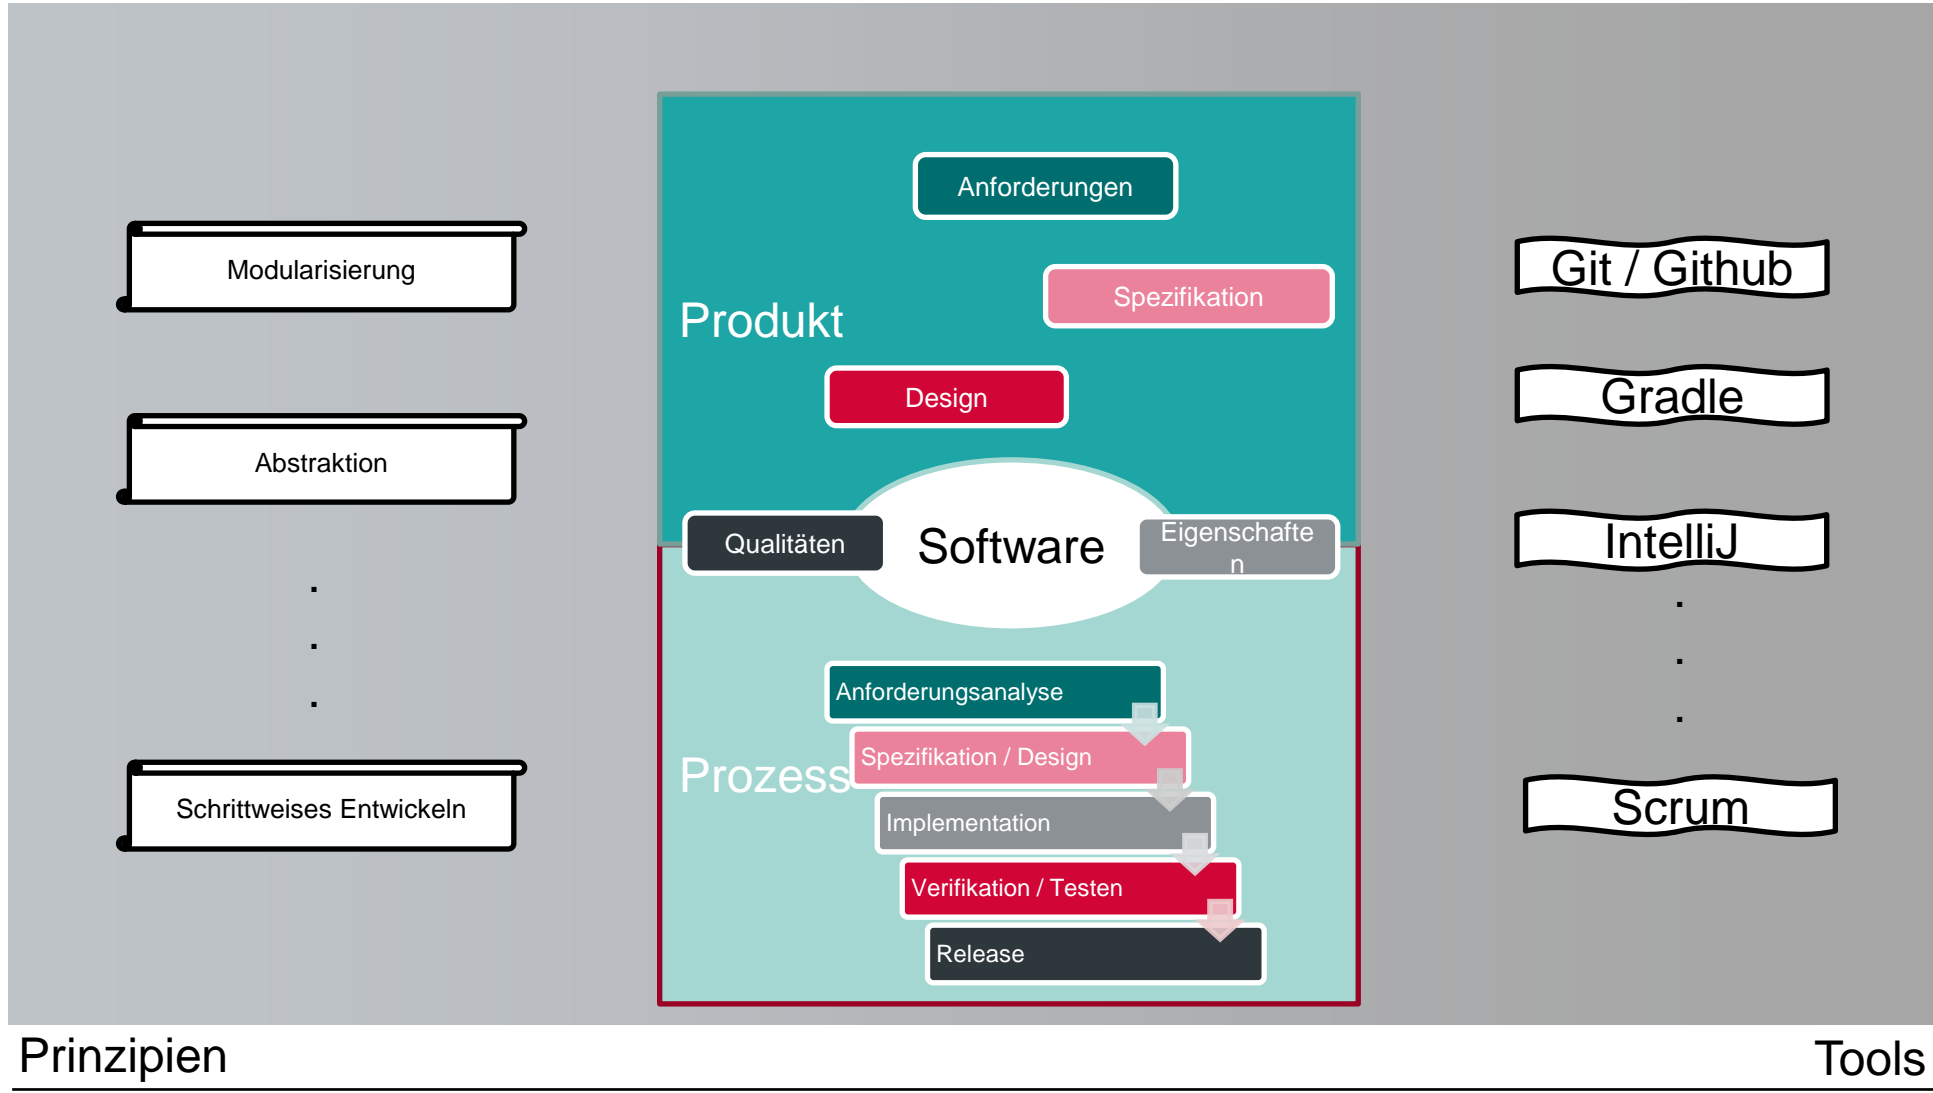 Modularisierung
Abstraktion
.
.
.
Schrittweises Entwickeln
Produkt
Anforderungen
Spezifikation
Design
Qualitäten
Software
Eigenschafte
n
Prozess
Anforderungsanalyse
Spezifikation / Design
Implementation
Verifikation / Testen
Release
Git / Github
Gradle
IntelliJ
.
.
.
Scrum
Prinzipien
Tools